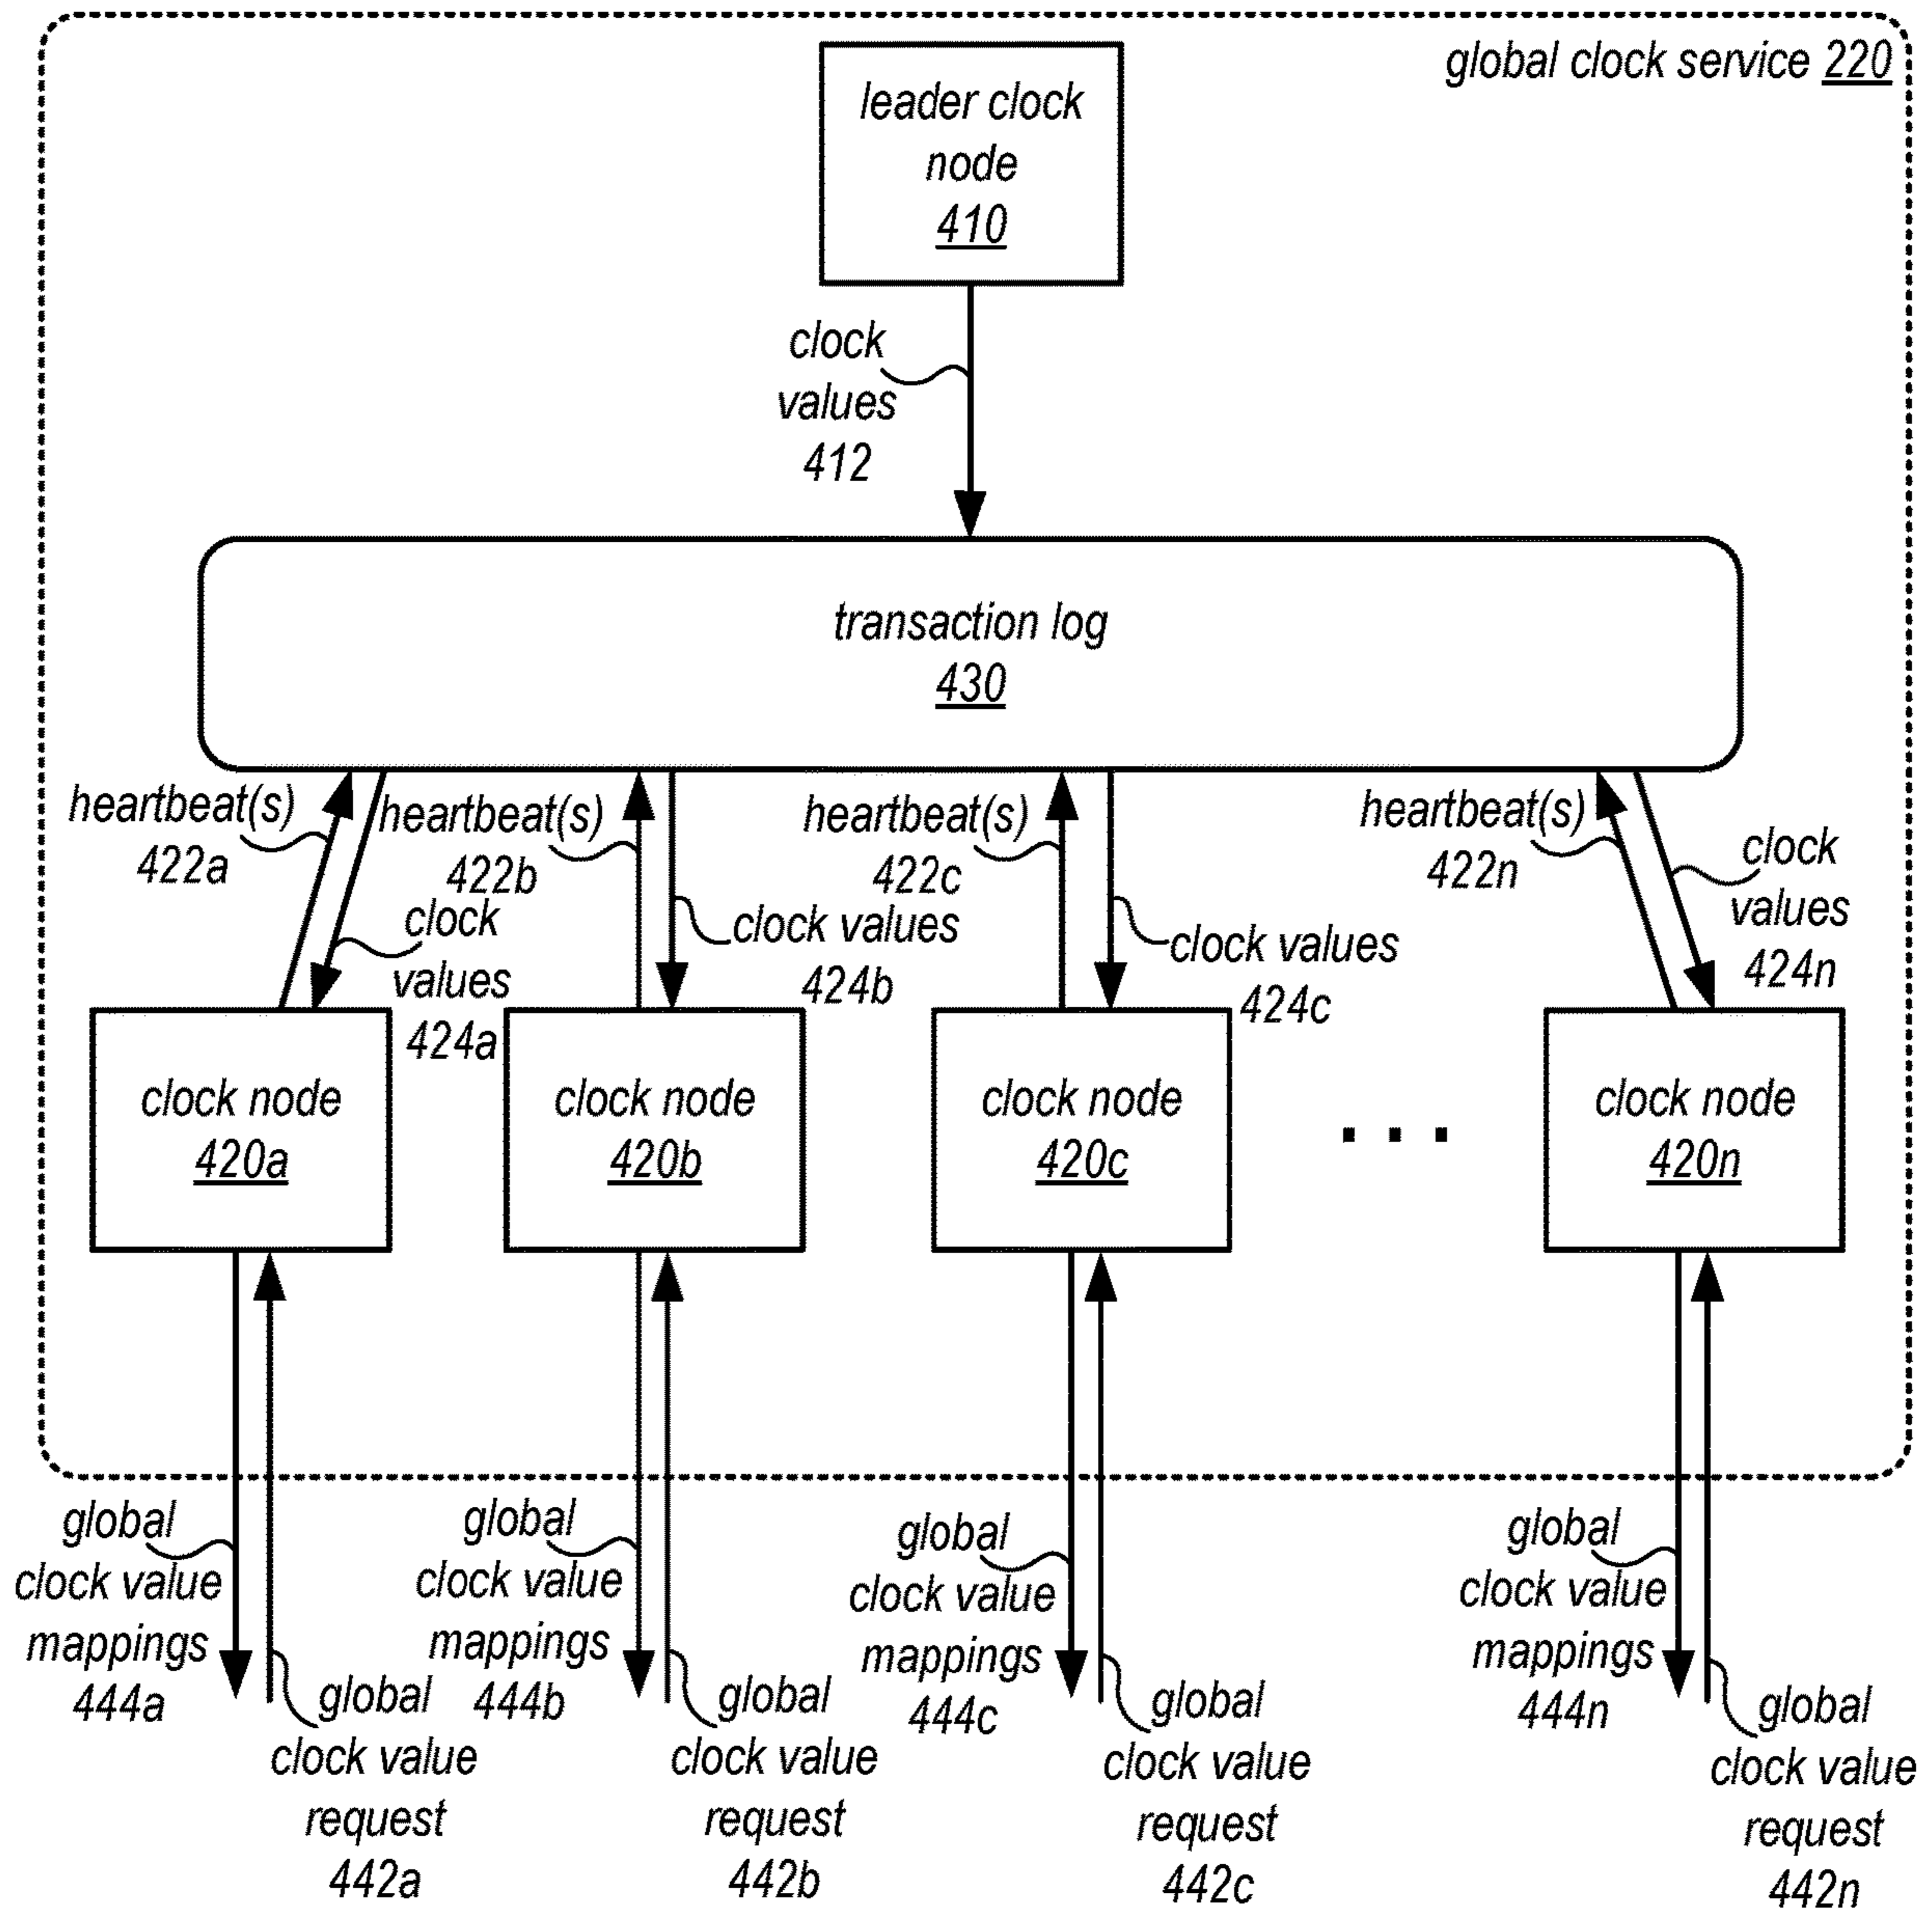 global clock service 220
leader clock
node
410
clock
values
412
transaction log
430
heartbeat(s)
422a
clock
values
424a
heartbeat(s)
422b
clock values
424b
heartbeat(s)
422c
clock values
424c
heartbeat(s)
422n
clock
values
424n
clock node
420a
clock node
420b
clock node
420c
. . .
clock node
420n
global
clock value
mappings
444a
global
clock value
request
442a
global
clock value
mappings
444b
global
clock value
request
442b
global
clock value
mappings
444c
global
clock value
request
442c
global
clock value
mappings
444n
global
clock value
request
442n